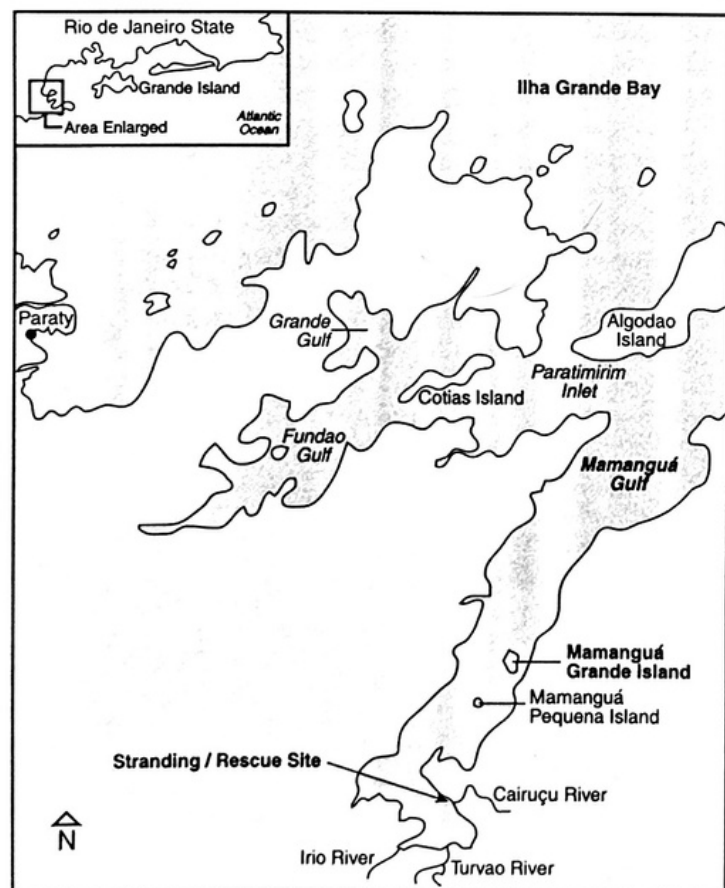 Rio de Janeiro State
Grande Island
Area Enlarged
Atlantic
Ocean
Ilha Grande Bay
Paraty
Grande
Gulf
Algodao
Island
Paratimirim
Inlet
Cotias Island
Fundao
Gulf
Mamanguá
Gulf
Mamanguá
Grande Island
Mamanguá
Pequena Island
Stranding / Rescue Site
Cairuçu River
N
Irio River
Turvao River